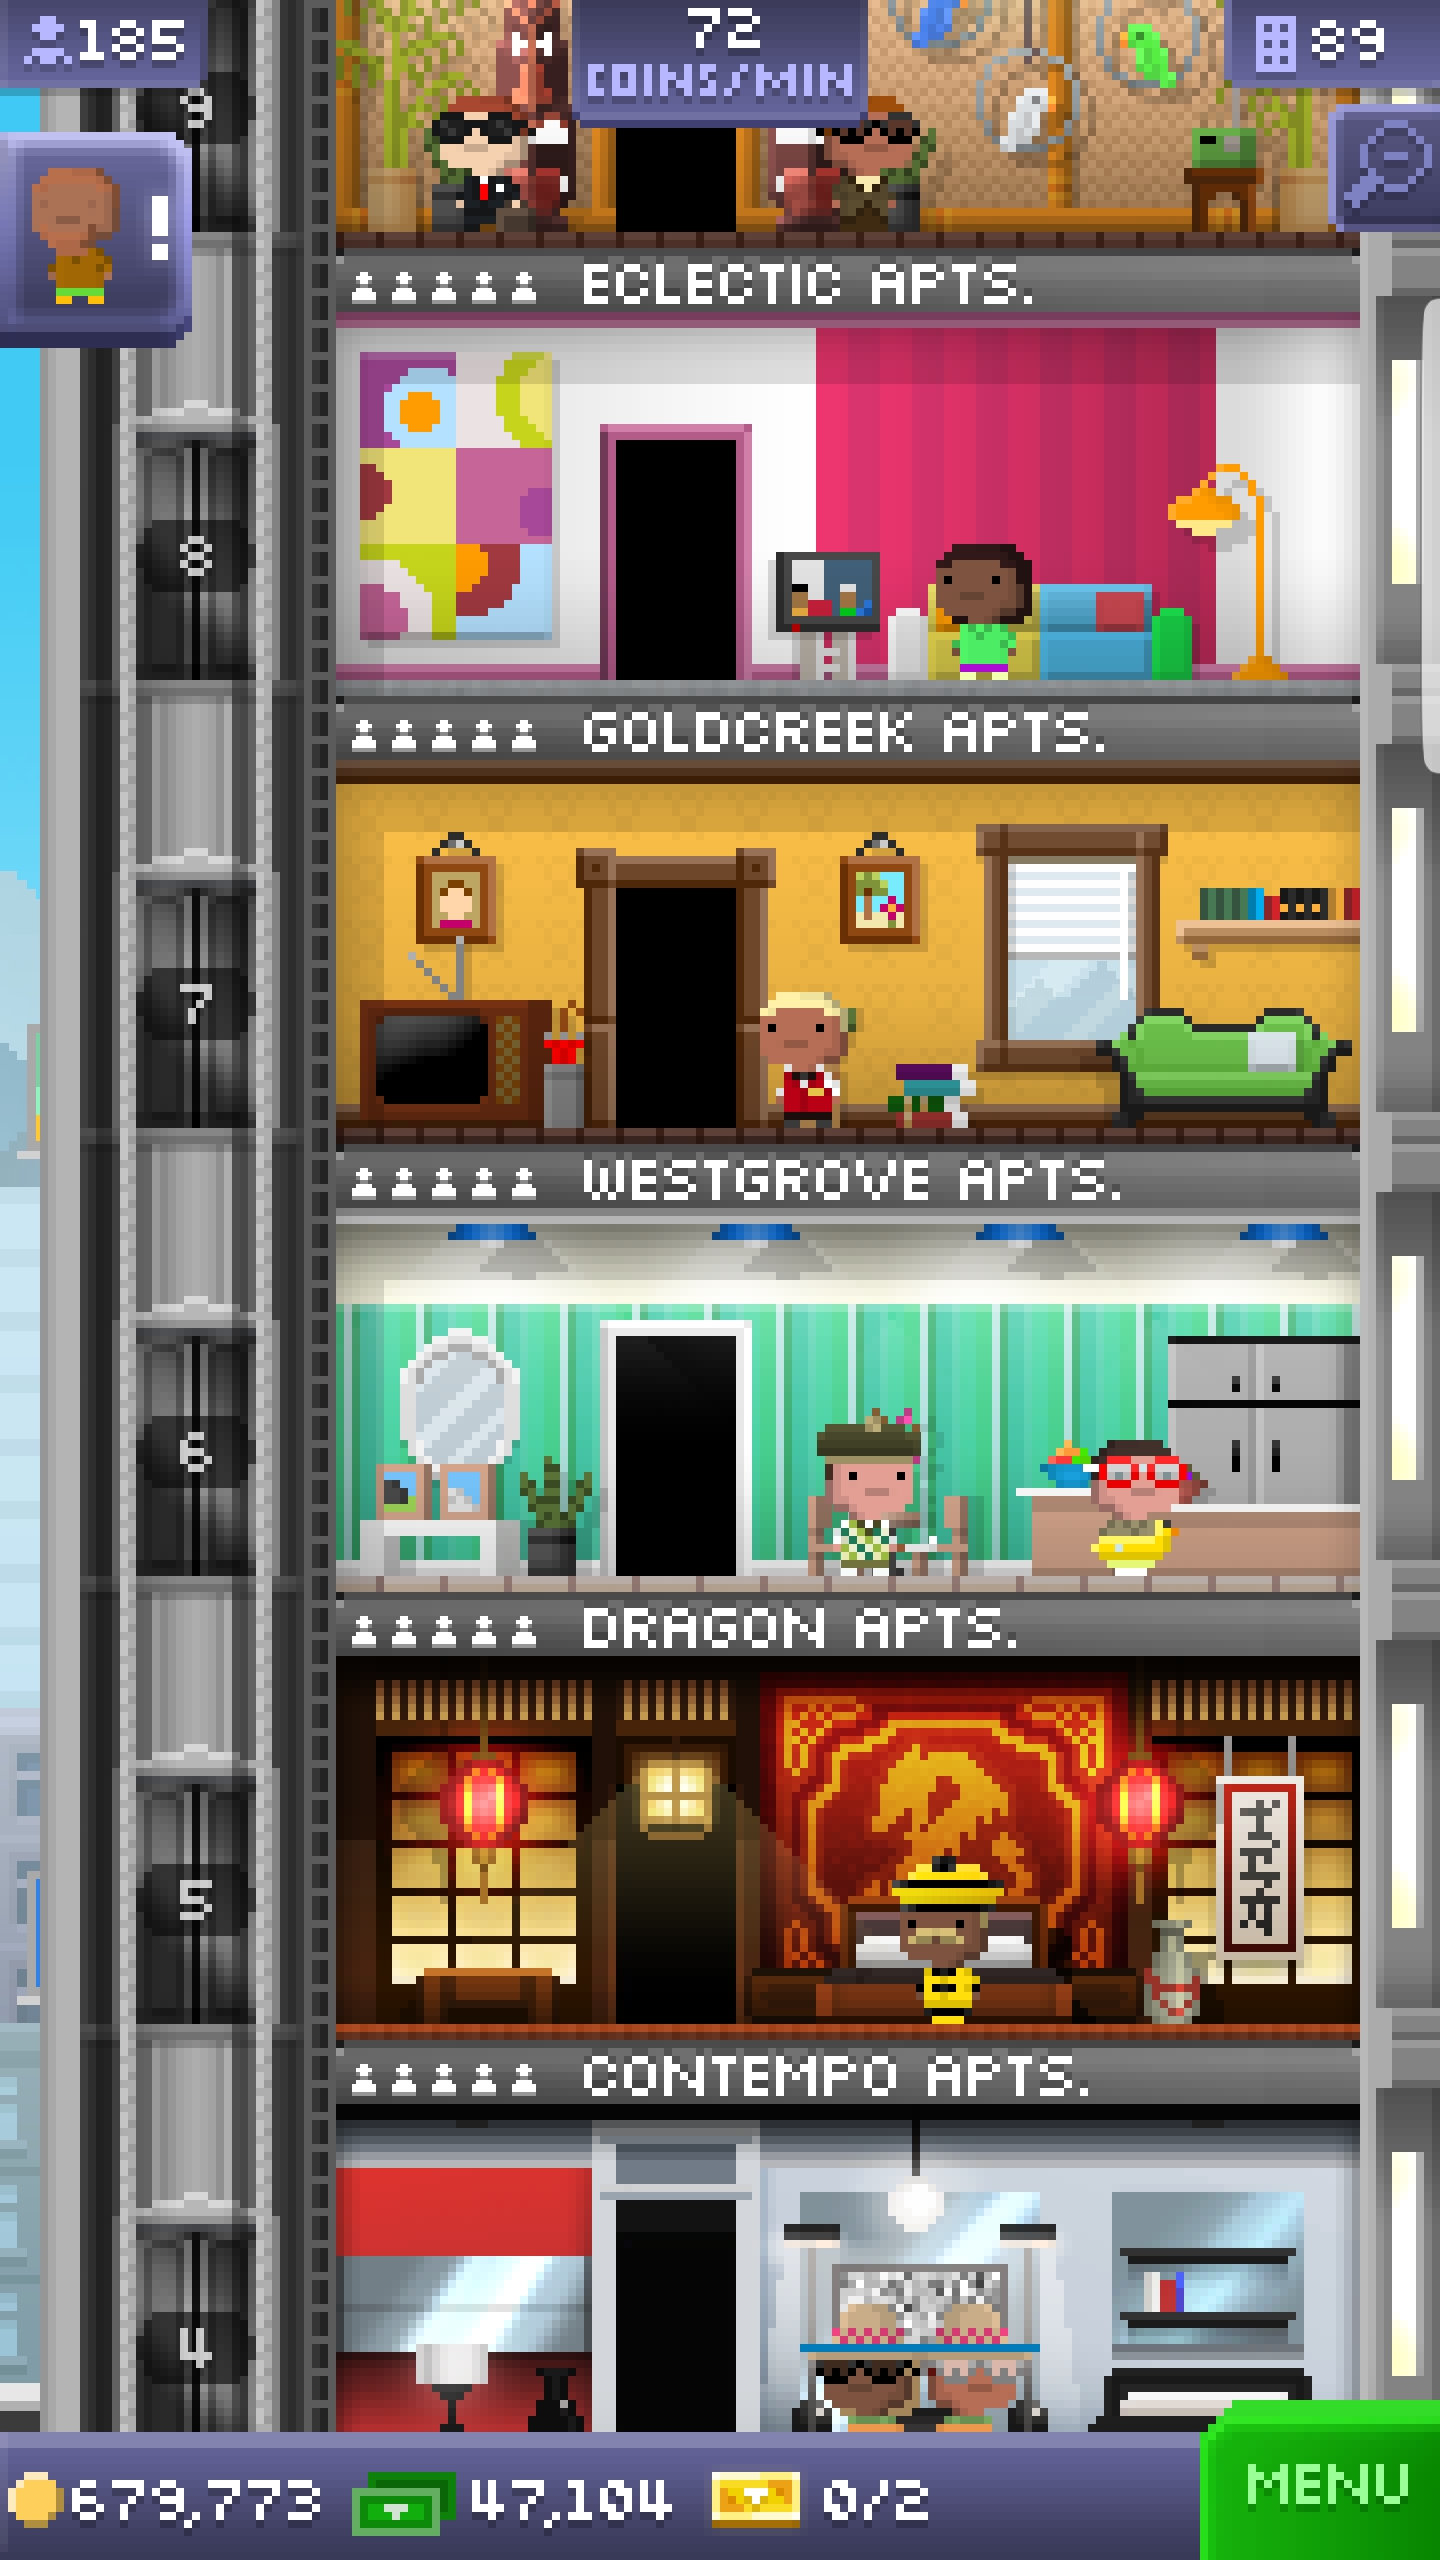 185
72
COINS/MIN
89
9
!
ECLECTIC APTS.
8
GOLDCREEK APTS.
7
WESTGROVE APTS.
6
DRAGON APTS.
5
CONTEMPO APTS.
4
679,773 47,104 0/2
MENU